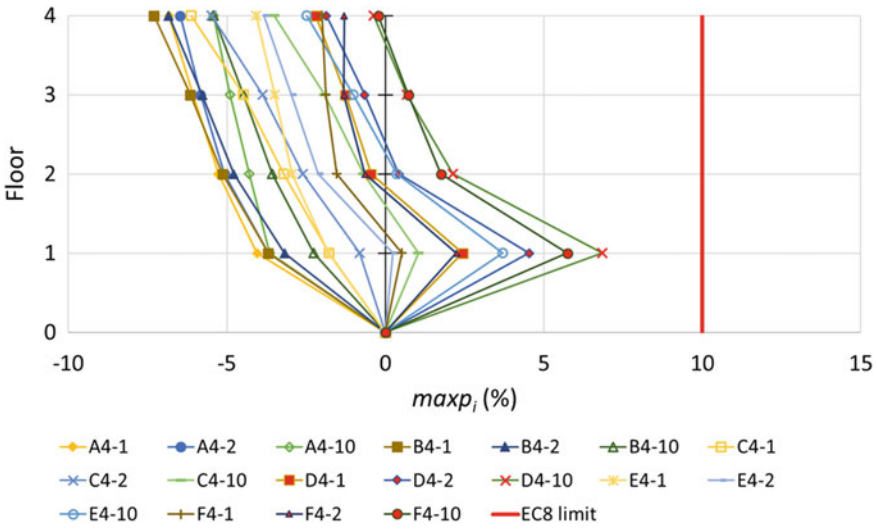 4
3
2
1
0
Floor
-10 -5 0 5 10 15
maxpi (%)
A4-1 A4-2 A4-10 B4-1 B4-2 B4-10 C4-1
C4-2 C4-10 D4-1 D4-2 D4-10 E4-1 E4-2
E4-10 F4-1 F4-2 F4-10 EC8 limit